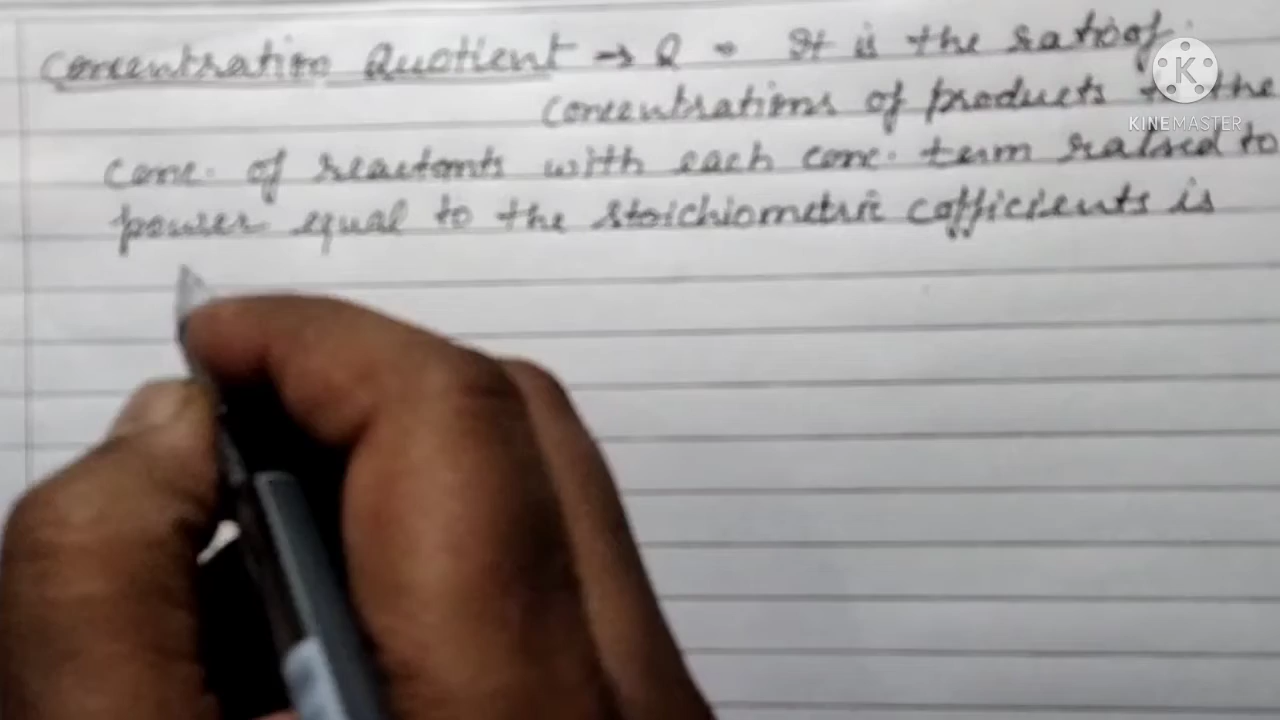 Concentration Quotient → Q → It is the ratio of
concentrations of products to the
conc. of reactants with each conc. term raised to
power equal to the stoichiometric cofficients is
KINEMASTER